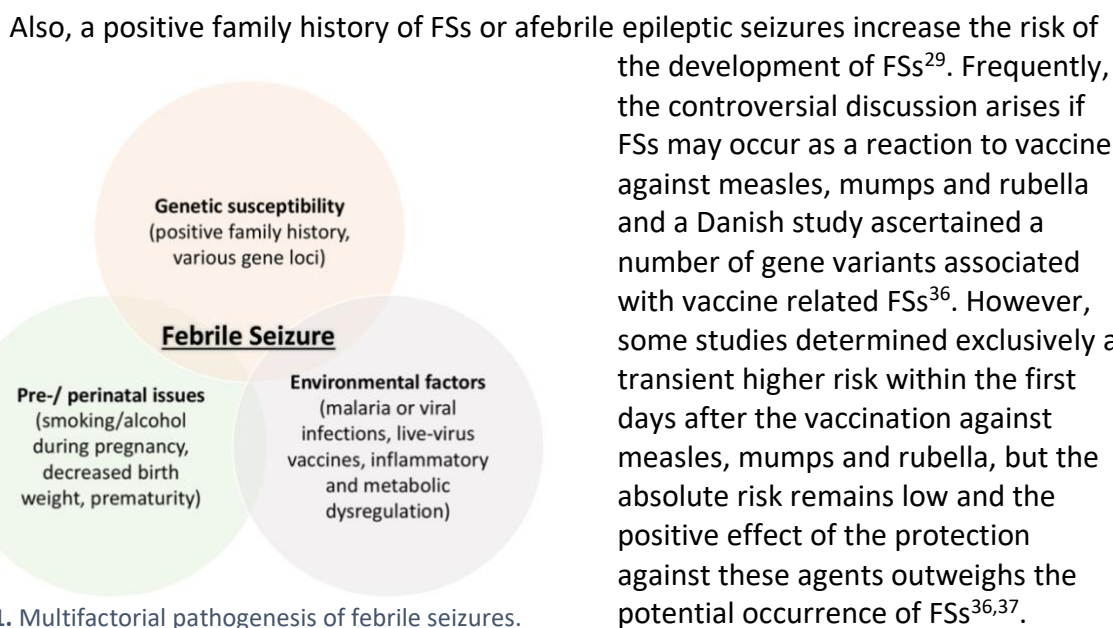 Also, a positive family history of FSs or afebrile epileptic seizures increase the risk of
the development of FSs29. Frequently,
the controversial discussion arises if
FSs may occur as a reaction to vaccine
against measles, mumps and rubella
and a Danish study ascertained a
number of gene variants associated
with vaccine related FSs36. However,
some studies determined exclusively a
transient higher risk within the first
days after the vaccination against
measles, mumps and rubella, but the
absolute risk remains low and the
positive effect of the protection
against these agents outweighs the
potential occurrence of FSs36,37.
Genetic susceptibility
(positive family history,
various gene loci)
Febrile Seizure
Pre-/ perinatal issues
(smoking/alcohol
during pregnancy,
decreased birth
weight, prematurity)
Environmental factors
(malaria or viral
infections, live-virus
vaccines, inflammatory
and metabolic
dysregulation)
1. Multifactorial pathogenesis of febrile seizures.